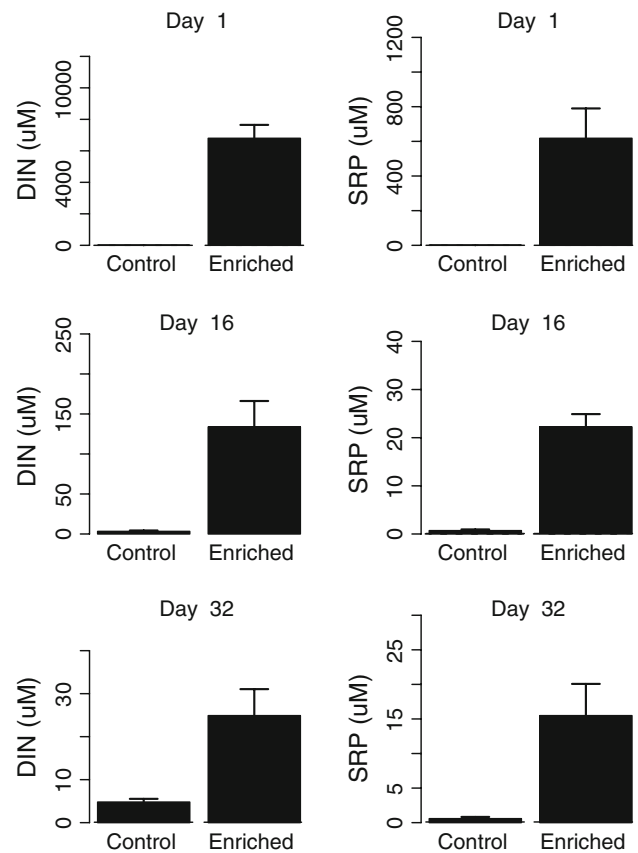 Day 1
DIN (uM)
10000
4000
0
Control Enriched
Day 1
SRP (uM)
1200
800
400
0
Control Enriched
Day 16
DIN (uM)
250
150
50
0
Control Enriched
Day 16
SRP (uM)
40
30
20
10
0
Control Enriched
Day 32
DIN (uM)
30
10
0
Control Enriched
Day 32
SRP (uM)
25
15
5
0
Control Enriched